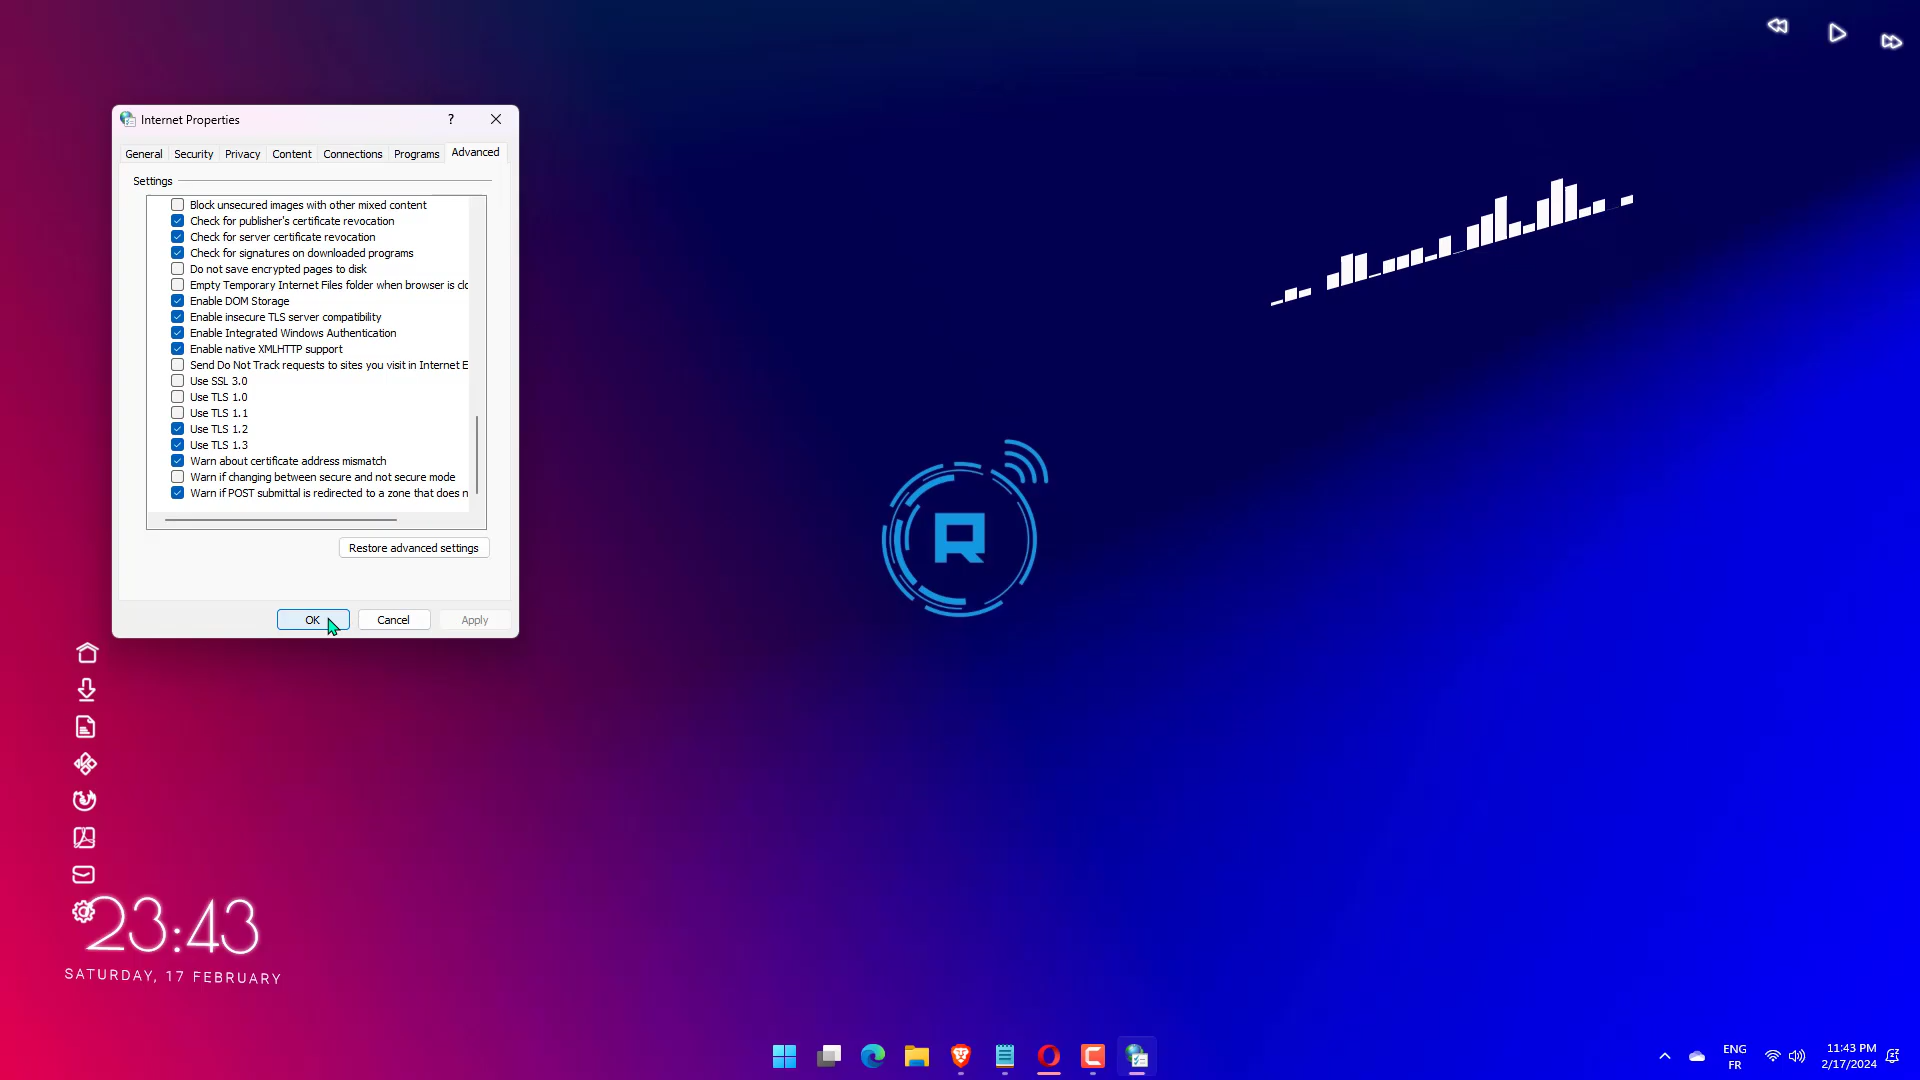 Internet Properties
?
General
Security
Privacy
Content
Connections
Programs
Advanced
Settings
Block unsecured images with other mixed content
Check for publisher's certificate revocation
Check for server certificate revocation
Check for signatures on downloaded programs
Do not save encrypted pages to disk
Empty Temporary Internet Files folder when browser is clo
Enable DOM Storage
Enable insecure TLS server compatibility
Enable Integrated Windows Authentication
Enable native XMLHTTP support
Send Do Not Track requests to sites you visit in Internet E
Use SSL 3.0
Use TLS 1.0
Use TLS 1.1
Use TLS 1.2
Use TLS 1.3
Warn about certificate address mismatch
Warn if changing between secure and not secure mode
Warn if POST submittal is redirected to a zone that does n
Restore advanced settings
OK
Cancel
Apply
R
23:43
SATURDAY, 17 FEBRUARY
ENG
FR
11:43 PM
2/17/2024